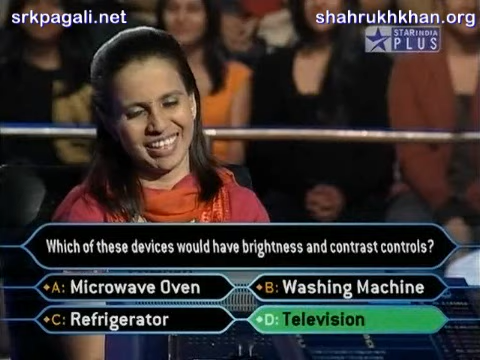 srkpagali.net
shahrukhkhan.org
STAR INDIA
PLUS
Which of these devices would have brightness and contrast controls?
A: Microwave Oven
B: Washing Machine
C: Refrigerator
D: Television